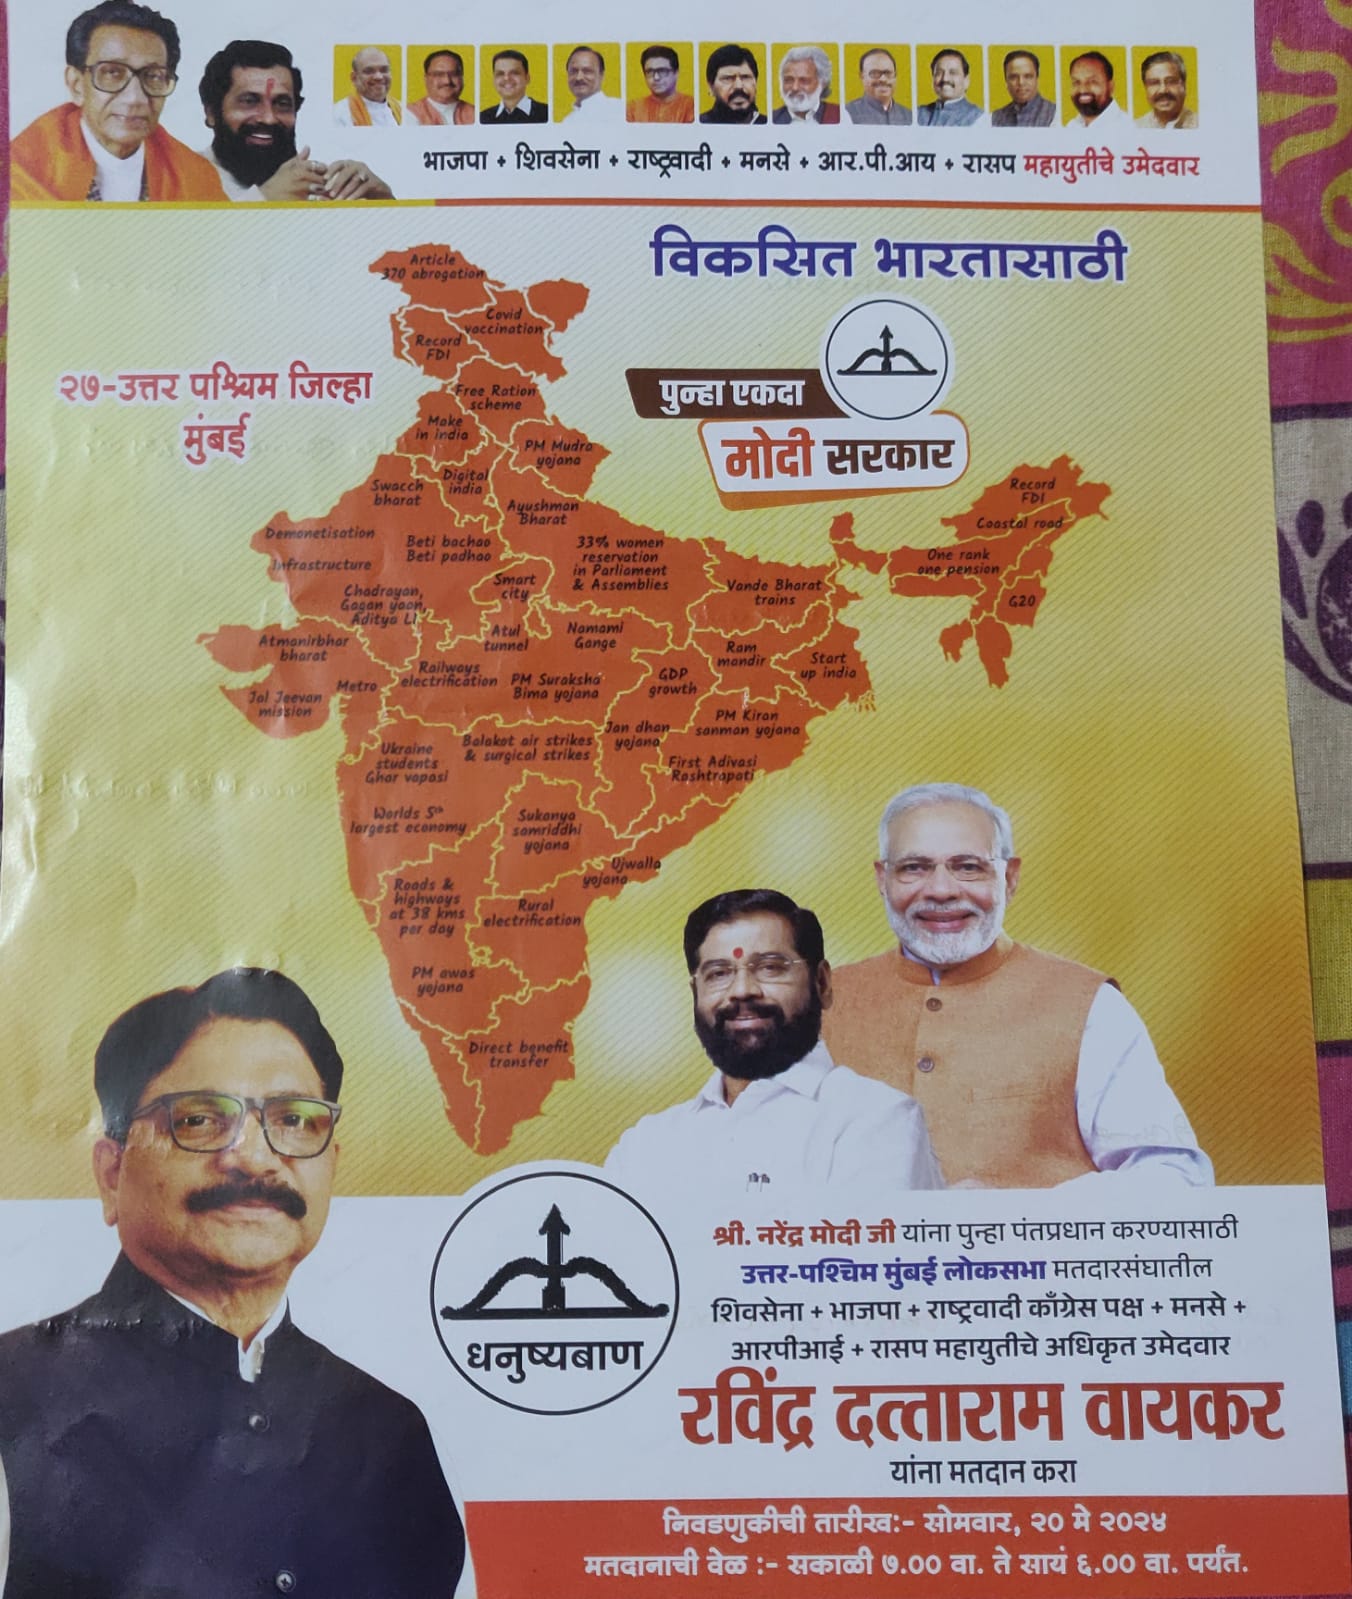 भाजपा + शिवसेना + राष्ट्रवादी + मनसे + आर.पी.आय + रासप महायुतीचे उमेदवार
विकसित भारतासाठी
२७-उत्तर पश्चिम जिल्हा
मुंबई
पुन्हा एकदा
मोदी सरकार
Article
370 abrogation
Covid
vaccination
Record
FDI
Free Ration
scheme
Make
in india
PM Mudra
yojana
Digital
india
Swacch
bharat
Ayushman
Bharat
Demonetisation
Beti bachao
Beti padhao
33% women
reservation
in Parliament
& Assemblies
Infrastructure
Smart
city
Chadrayan,
Gagan yaan,
Aditya L1
Vande Bharat
trains
Record
FDI
Coastal road
One rank
one pension
G20
Atmanirbhar
bharat
Atul
tunnel
Namami
Gange
Ram
mandir
Start
up india
Railways
electrification
Metro
PM Suraksha
Bima yojana
GDP
growth
Jal Jeevan
mission
PM Kiran
sanman yojana
Jan dhan
yojana
Ukraine
students
Ghar vapasi
Balakot air strikes
& surgical strikes
First Adivasi
Rashtrapati
Worlds 5th
largest economy
Sukanya
samriddhi
yojana
Ujwalla
yojana
Roads &
highways
at 38 kms
per day
Rural
electrification
PM awas
yojana
Direct benefit
transfer
धनुष्यबाण
श्री. नरेंद्र मोदी जी यांना पुन्हा पंतप्रधान करण्यासाठी
उत्तर-पश्चिम मुंबई लोकसभा मतदारसंघातील
शिवसेना + भाजपा + राष्ट्रवादी काँग्रेस पक्ष + मनसे +
आरपीआई + रासप महायुतीचे अधिकृत उमेदवार
रविंद्र दत्ताराम वायकर
यांना मतदान करा
निवडणुकीची तारीख:- सोमवार, २० मे २०२४
मतदानाची वेळ :- सकाळी ७.०० वा. ते सायं ६.०० वा. पर्यंत.